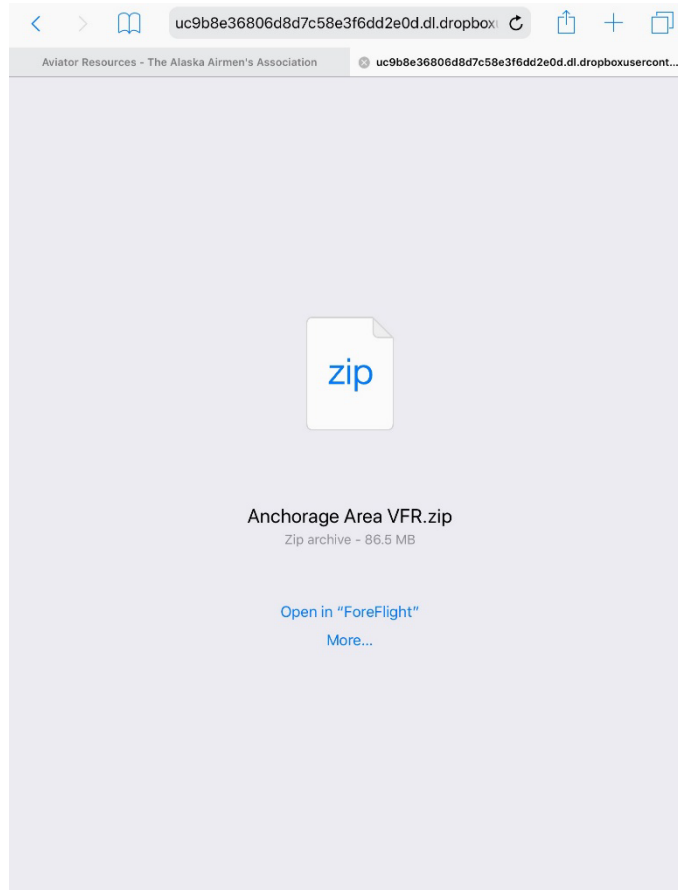 uc9b8e36806d8d7c58e3f6dd2e0d.dl.dropbox
Aviator Resources - The Alaska Airmen's Association
uc9b8e36806d8d7c58e3f6dd2e0d.dl.dropboxusercont...
zip
Anchorage Area VFR.zip
Zip archive - 86.5 MB
Open in “ForeFlight”
More...